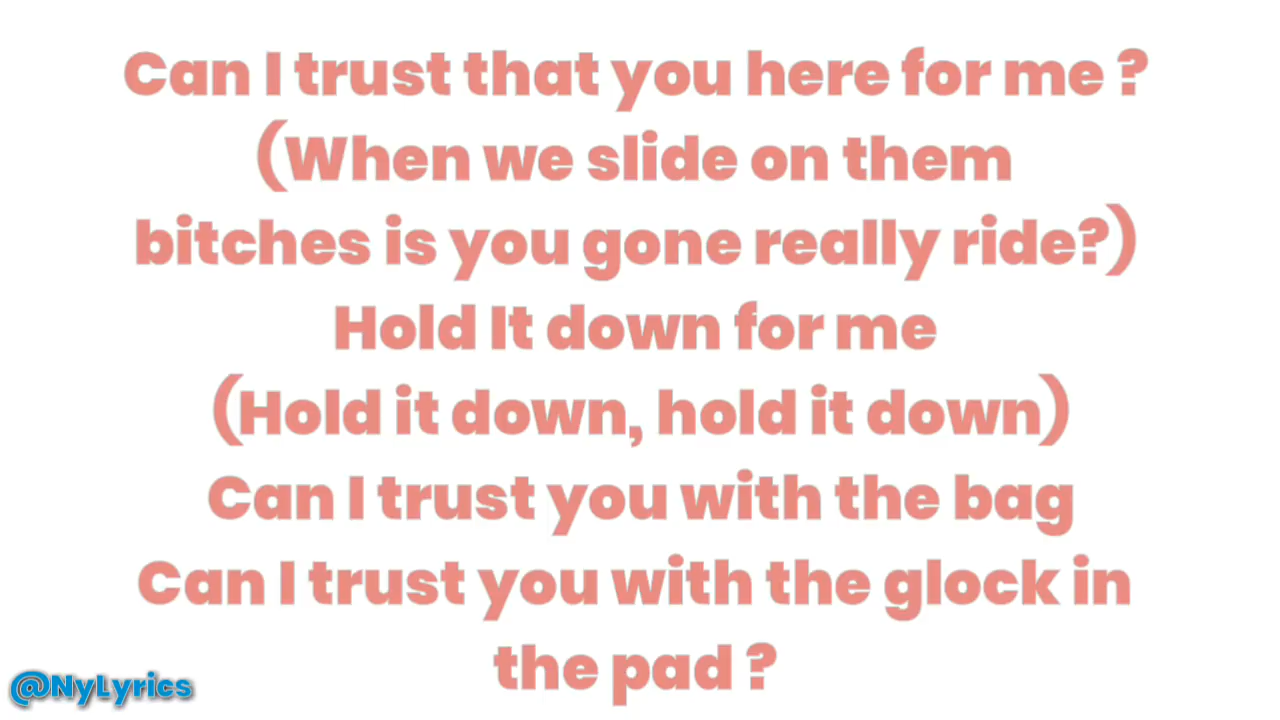 Can I trust that you here for me ?
(When we slide on them
bitches is you gone really ride?)
Hold It down for me
(Hold it down, hold it down)
Can I trust you with the bag
Can I trust you with the glock in
the pad ?
@NyLyrics